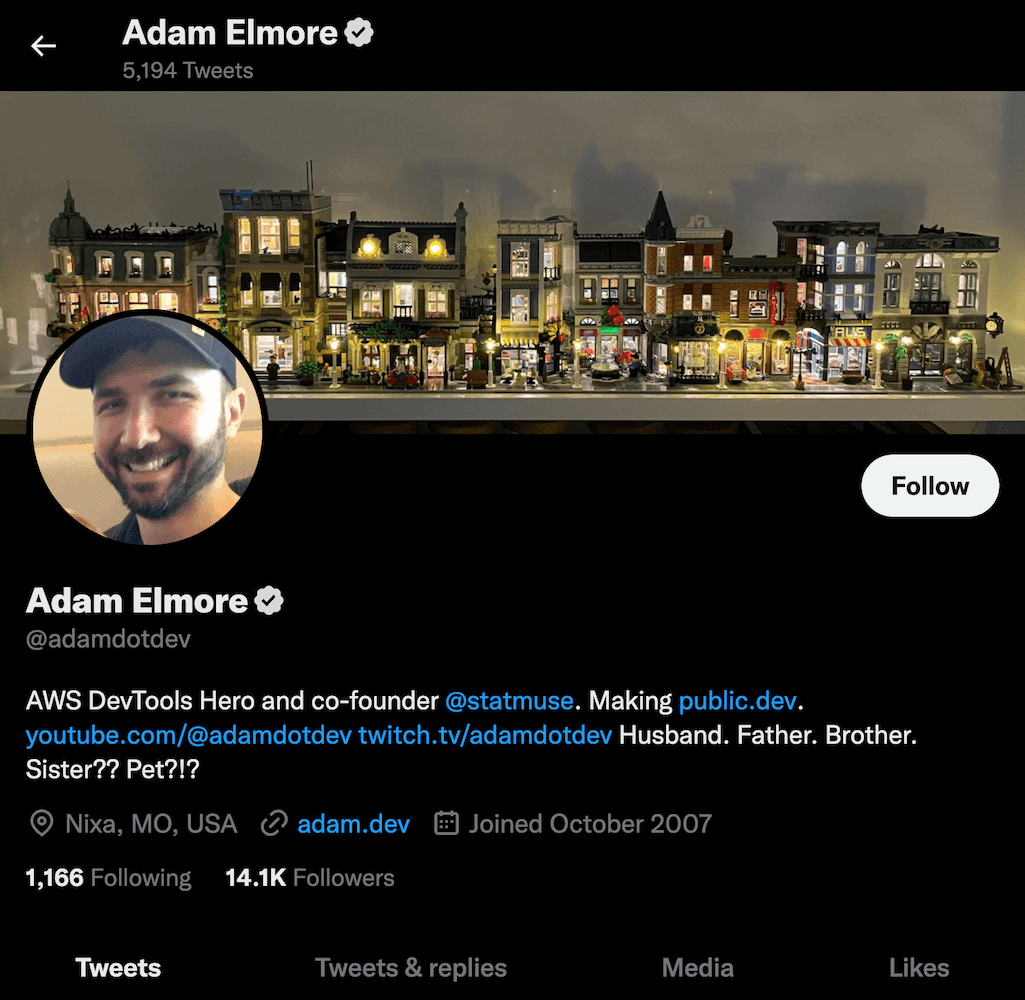 Adam Elmore
5,194 Tweets
Follow
Adam Elmore
@adamdotdev
AWS DevTools Hero and co-founder @statmuse. Making public.dev.
youtube.com/@adamdotdev twitch.tv/adamdotdev Husband. Father. Brother.
Sister?? Pet?!?
Nixa, MO, USA adam.dev Joined October 2007
1,166 Following 14.1K Followers
Tweets Tweets & replies Media Likes